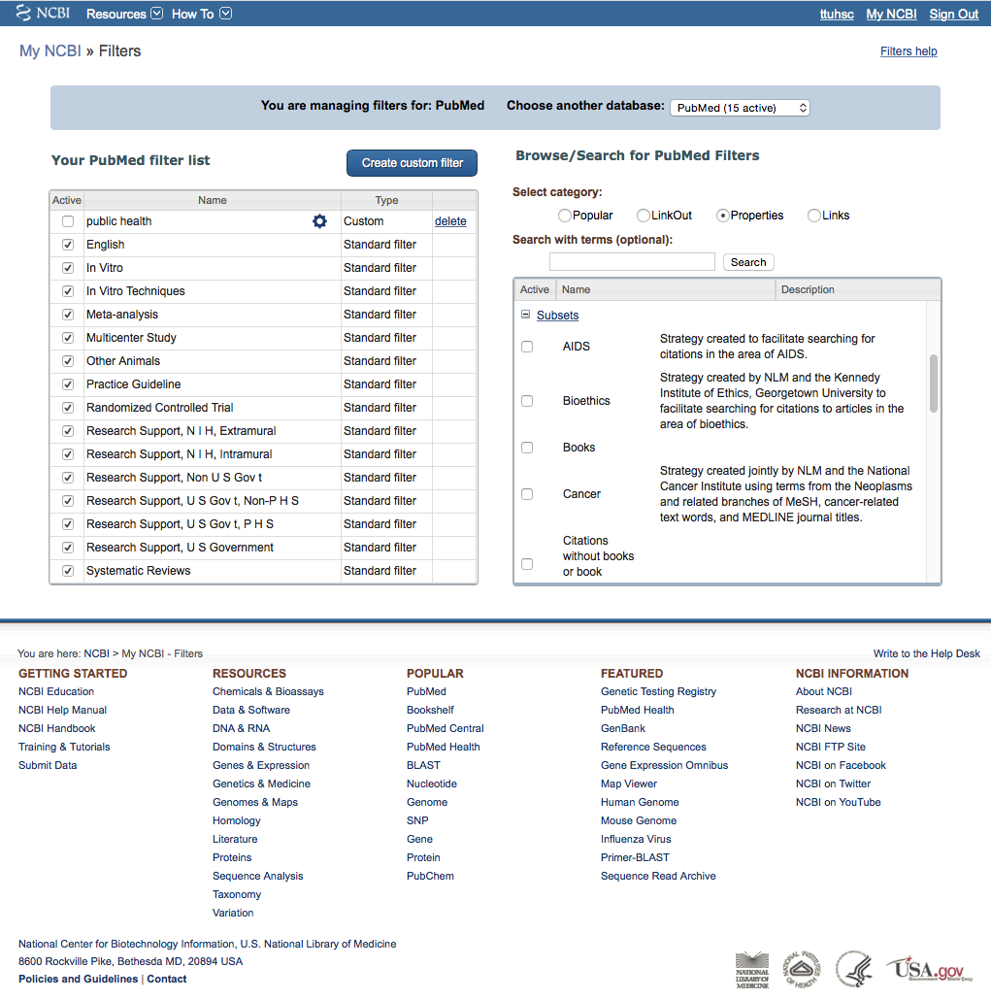 NCBI Resources How To ttuhsc My NCBI Sign Out
My NCBI » Filters Filters help
You are managing filters for: PubMed Choose another database: PubMed (15 active)
Your PubMed filter list Create custom filter
Active Name Type
public health Custom delete
English Standard filter
In Vitro Standard filter
In Vitro Techniques Standard filter
Meta-analysis Standard filter
Multicenter Study Standard filter
Other Animals Standard filter
Practice Guideline Standard filter
Randomized Controlled Trial Standard filter
Research Support, N I H, Extramural Standard filter
Research Support, N I H, Intramural Standard filter
Research Support, Non U S Gov t Standard filter
Research Support, U S Gov t, Non-P H S Standard filter
Research Support, U S Gov t, P H S Standard filter
Research Support, U S Government Standard filter
Systematic Reviews Standard filter
Browse/Search for PubMed Filters
Select category:
Popular LinkOut Properties Links
Search with terms (optional):
Search
Active Name Description
Subsets
AIDS
Strategy created to facilitate searching for
citations in the area of AIDS.
Bioethics
Strategy created by NLM and the Kennedy
Institute of Ethics, Georgetown University to
facilitate searching for citations to articles in the
area of bioethics.
Books
Cancer
Strategy created jointly by NLM and the National
Cancer Institute using terms from the Neoplasms
and related branches of MeSH, cancer-related
text words, and MEDLINE journal titles.
Citations
without books
or book
You are here: NCBI > My NCBI - Filters Write to the Help Desk
GETTING STARTED
NCBI Education
NCBI Help Manual
NCBI Handbook
Training & Tutorials
Submit Data
RESOURCES
Chemicals & Bioassays
Data & Software
DNA & RNA
Domains & Structures
Genes & Expression
Genetics & Medicine
Genomes & Maps
Homology
Literature
Proteins
Sequence Analysis
Taxonomy
Variation
POPULAR
PubMed
Bookshelf
PubMed Central
PubMed Health
BLAST
Nucleotide
Genome
SNP
Gene
Protein
PubChem
FEATURED
Genetic Testing Registry
PubMed Health
GenBank
Reference Sequences
Gene Expression Omnibus
Map Viewer
Human Genome
Mouse Genome
Influenza Virus
Primer-BLAST
Sequence Read Archive
NCBI INFORMATION
About NCBI
Research at NCBI
NCBI News
NCBI FTP Site
NCBI on Facebook
NCBI on Twitter
NCBI on YouTube
National Center for Biotechnology Information, U.S. National Library of Medicine
8600 Rockville Pike, Bethesda MD, 20894 USA
Policies and Guidelines | Contact
NATIONAL
LIBRARY OF
MEDICINE
NATIONAL INSTITUTES
OF HEALTH
USA.gov
Government Made Easy